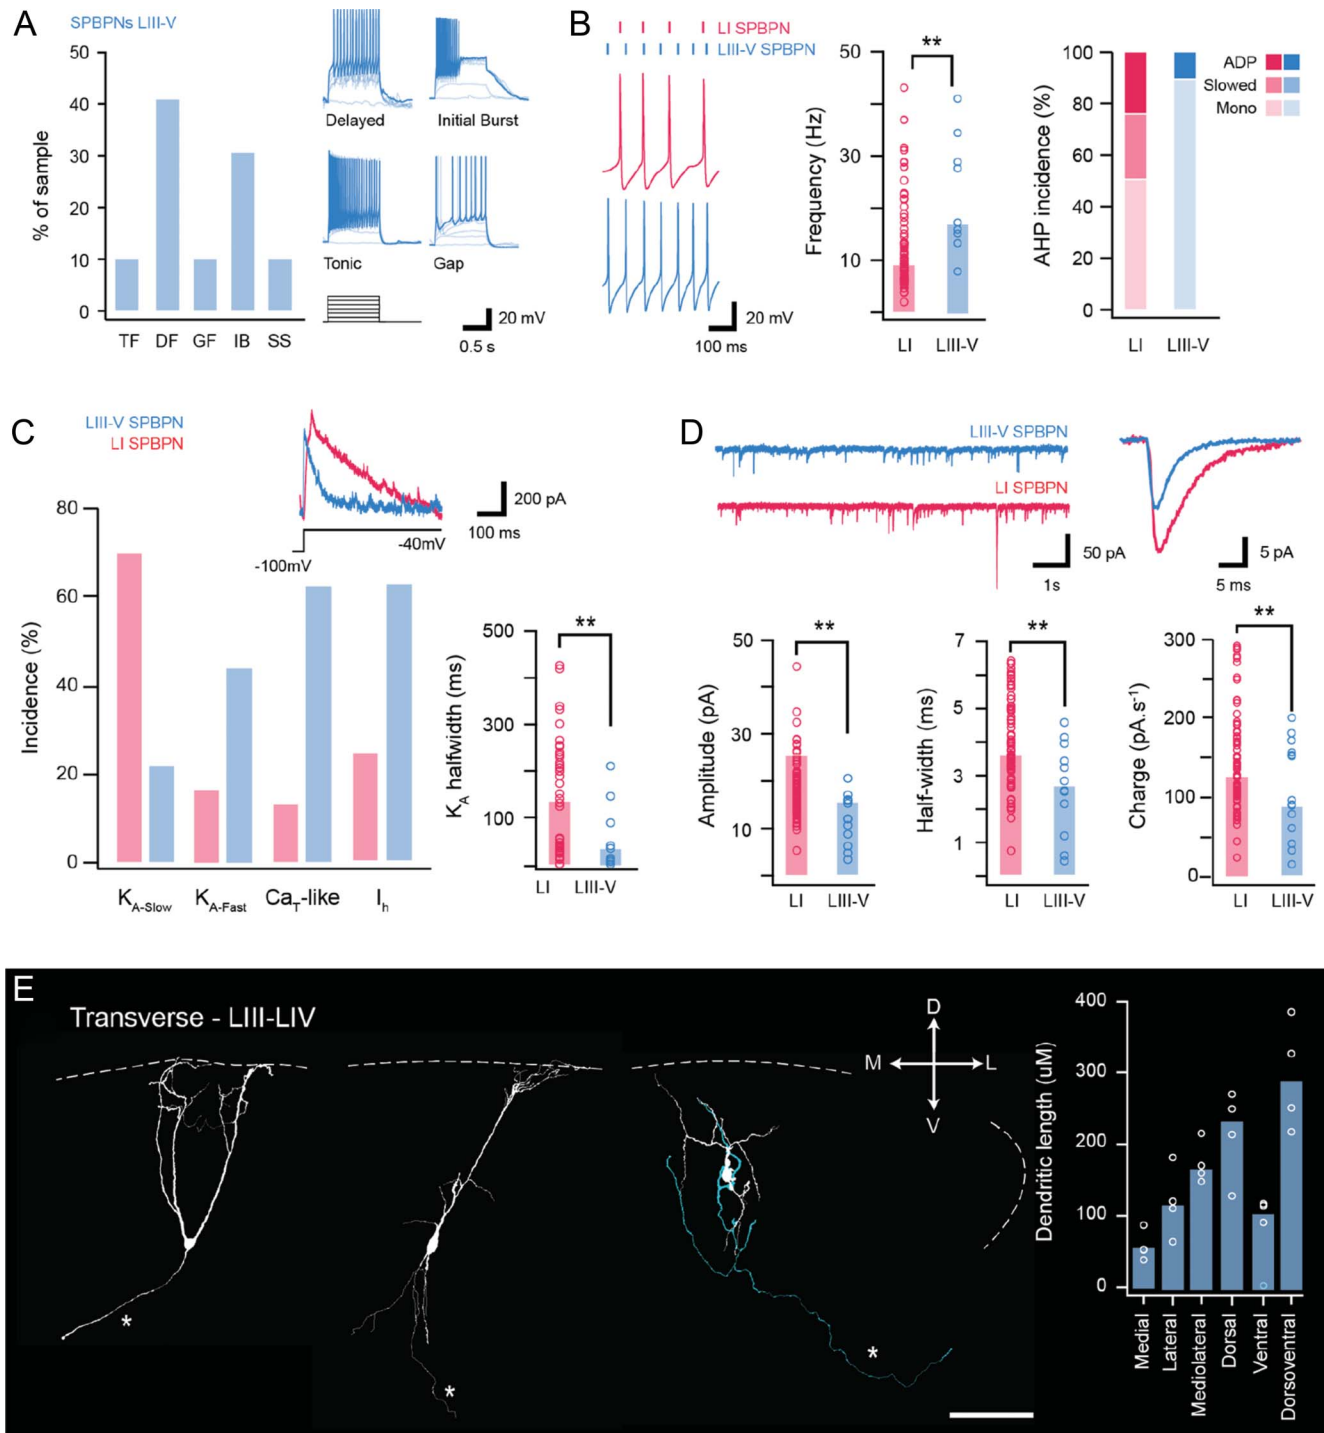 A
SPBPNs LIII-V
50
40
30
20
10
0
% of sample
TF DF GF IB SS
Delayed
Initial Burst
Tonic
Gap
20 mV
0.5 s
B
LI SPBPN
LIII-V SPBPN
20 mV
100 ms
**
50
30
10
Frequency (Hz)
LI LIII-V
100
80
60
40
20
0
AHP incidence (%)
LI LIII-V
ADP
Slowed
Mono
C
LIII-V SPBPN
LI SPBPN
200 pA
100 ms
-40mV
-100mV
80
60
40
20
0
Incidence (%)
K_A-Slow K_A-Fast Ca_T-like I_h
**
500
300
100
K_A halfwidth (ms)
LI LIII-V
D
LIII-V SPBPN
LI SPBPN
50 pA
1s
5 pA
5 ms
**
50
30
10
Amplitude (pA)
LI LIII-V
**
7
5
3
1
Half-width (ms)
LI LIII-V
**
300
200
100
0
Charge (pA.s⁻¹)
LI LIII-V
E
Transverse - LIII-LIV
D
M L
V
*
*
*
400
300
200
100
0
Dendritic length (uM)
Medial
Lateral
Mediolateral
Dorsal
Ventral
Dorsoventral